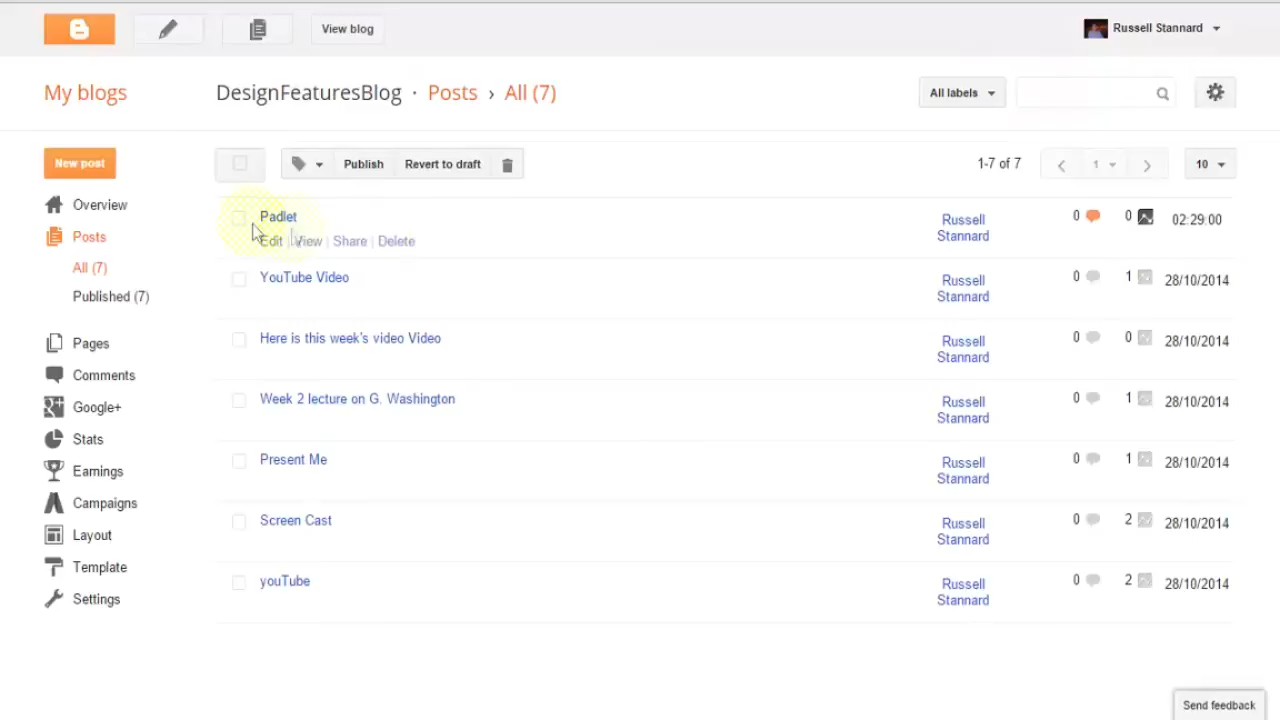 View blog
Russell Stannard
My blogs
DesignFeaturesBlog · Posts › All (7)
All labels
New post
Publish
Revert to draft
1-7 of 7
1
10
Overview
Posts
All (7)
Published (7)
Pages
Comments
Google+
Stats
Earnings
Campaigns
Layout
Template
Settings
Padlet
Edit | View | Share | Delete
Russell
Stannard
0 0 02:29:00
YouTube Video
Russell
Stannard
0 1 28/10/2014
Here is this week's video Video
Russell
Stannard
0 0 28/10/2014
Week 2 lecture on G. Washington
Russell
Stannard
0 1 28/10/2014
Present Me
Russell
Stannard
0 1 28/10/2014
Screen Cast
Russell
Stannard
0 2 28/10/2014
youTube
Russell
Stannard
0 2 28/10/2014
Send feedback